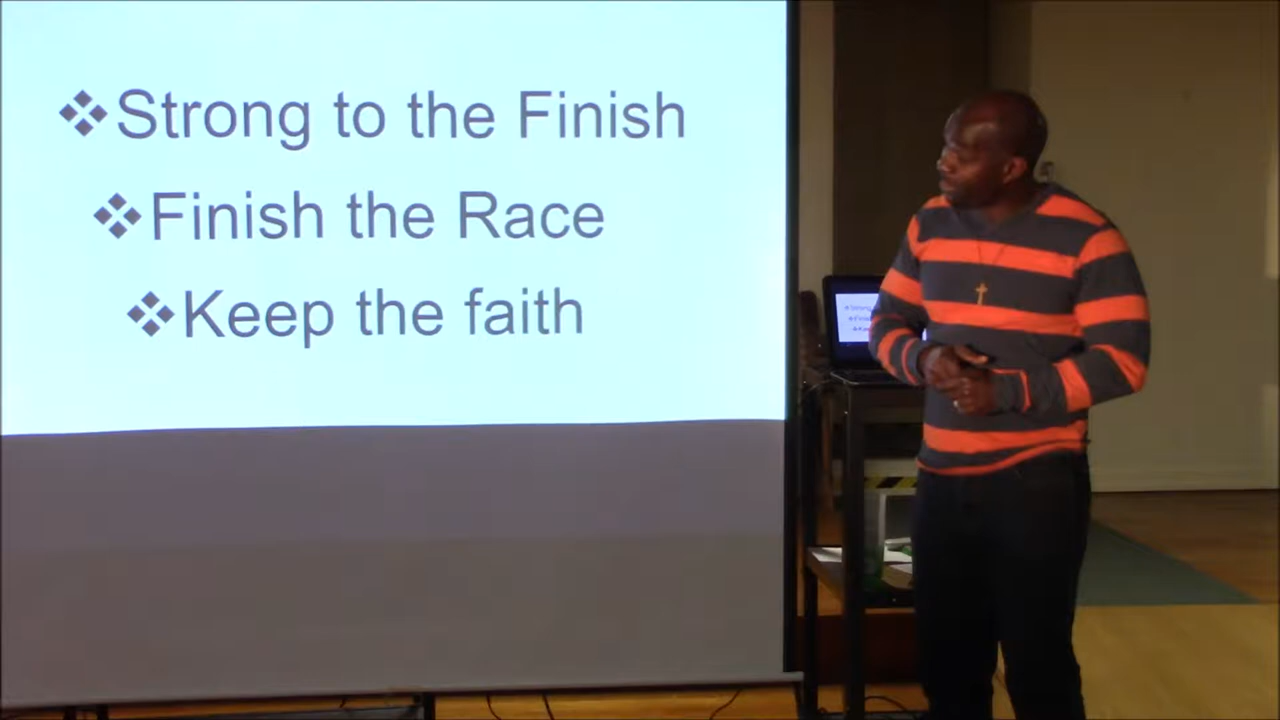 ❖Strong to the Finish
❖Finish the Race
❖Keep the faith